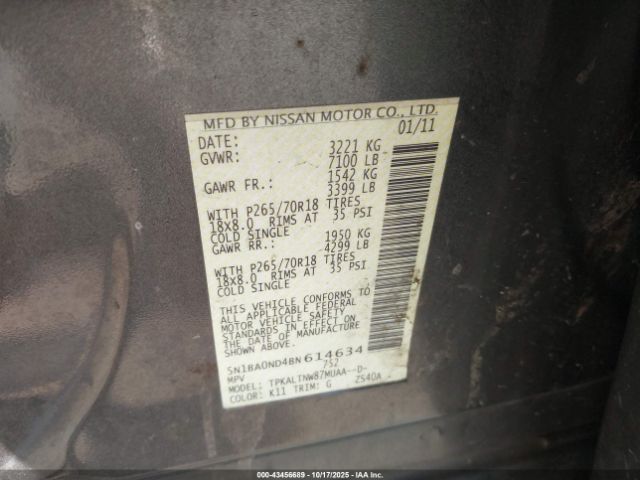 MFD BY NISSAN MOTOR CO., LTD.
DATE: 01/11
GVWR: 3221 KG
7100 LB
GAWR FR.: 1542 KG
3399 LB
WITH P265/70R18 TIRES
18X8.0 RIMS AT 35 PSI
COLD SINGLE
GAWR RR.: 1950 KG
4299 LB
WITH P265/70R18 TIRES
18X8.0 RIMS AT 35 PSI
COLD SINGLE
THIS VEHICLE CONFORMS TO
ALL APPLICABLE FEDERAL
MOTOR VEHICLE SAFETY
STANDARDS IN EFFECT ON
THE DATE OF MANUFACTURE
SHOWN ABOVE
5N1BA0ND4BN614634
MPV 752
MODEL: TPKALTNW87MUAA--D-
COLOR: K11 TRIM: G ZS40A
000-43456689 - 10/17/2025 - IAA Inc.